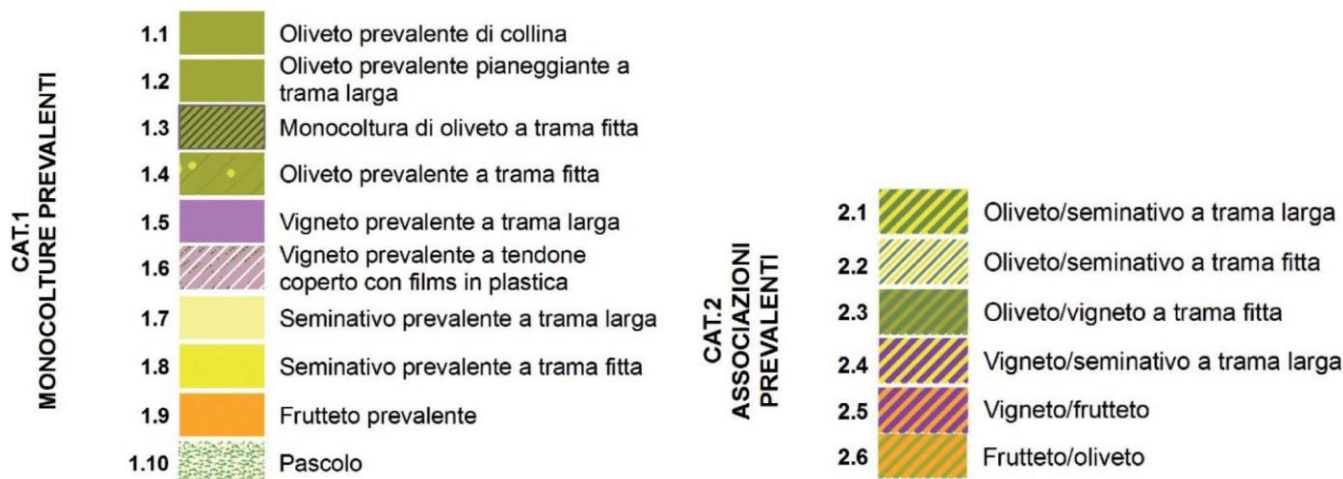 CAT.1
MONOCOLTURE PREVALENTI
1.1 Oliveto prevalente di collina
1.2 Oliveto prevalente pianeggiante a
trama larga
1.3 Monocoltura di oliveto a trama fitta
1.4 Oliveto prevalente a trama fitta
1.5 Vigneto prevalente a trama larga
1.6 Vigneto prevalente a tendone
coperto con films in plastica
1.7 Seminativo prevalente a trama larga
1.8 Seminativo prevalente a trama fitta
1.9 Frutteto prevalente
1.10 Pascolo
CAT.2
ASSOCIAZIONI
PREVALENTI
2.1 Oliveto/seminativo a trama larga
2.2 Oliveto/seminativo a trama fitta
2.3 Oliveto/vigneto a trama fitta
2.4 Vigneto/seminativo a trama larga
2.5 Vigneto/frutteto
2.6 Frutteto/oliveto